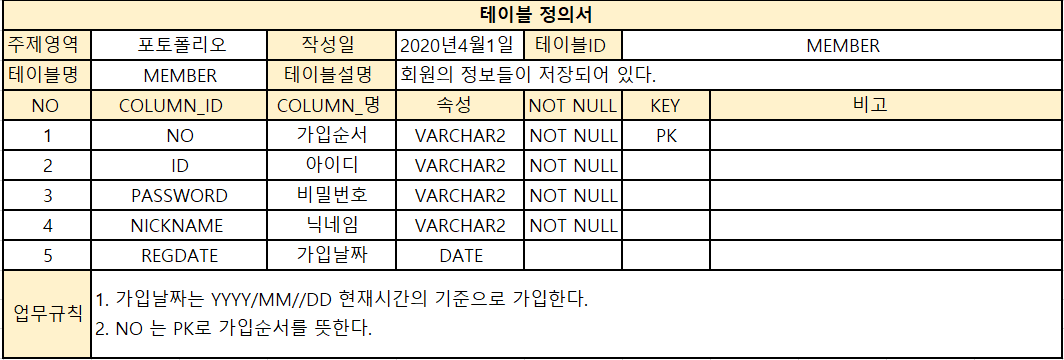 테이블 정의서
주제영역 포토폴리오 작성일 2020년4월1일 테이블ID MEMBER
테이블명 MEMBER 테이블설명 회원의 정보들이 저장되어 있다.
NO COLUMN_ID COLUMN_명 속성 NOT NULL KEY 비고
1 NO 가입순서 VARCHAR2 NOT NULL PK
2 ID 아이디 VARCHAR2 NOT NULL
3 PASSWORD 비밀번호 VARCHAR2 NOT NULL
4 NICKNAME 닉네임 VARCHAR2 NOT NULL
5 REGDATE 가입날짜 DATE
업무규칙
1. 가입날짜는 YYYY/MM//DD 현재시간의 기준으로 가입한다.
2. NO 는 PK로 가입순서를 뜻한다.